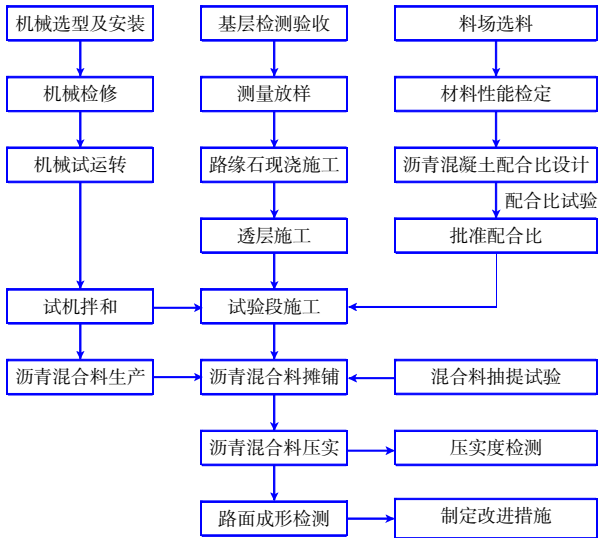 机械选型及安装
基层检测验收
料场选料
机械检修
测量放样
材料性能检定
机械试运转
路缘石现浇施工
沥青混凝土配合比设计
配合比试验
透层施工
批准配合比
试机拌和
试验段施工
沥青混合料生产
沥青混合料摊铺
混合料抽提试验
沥青混合料压实
压实度检测
路面成形检测
制定改进措施